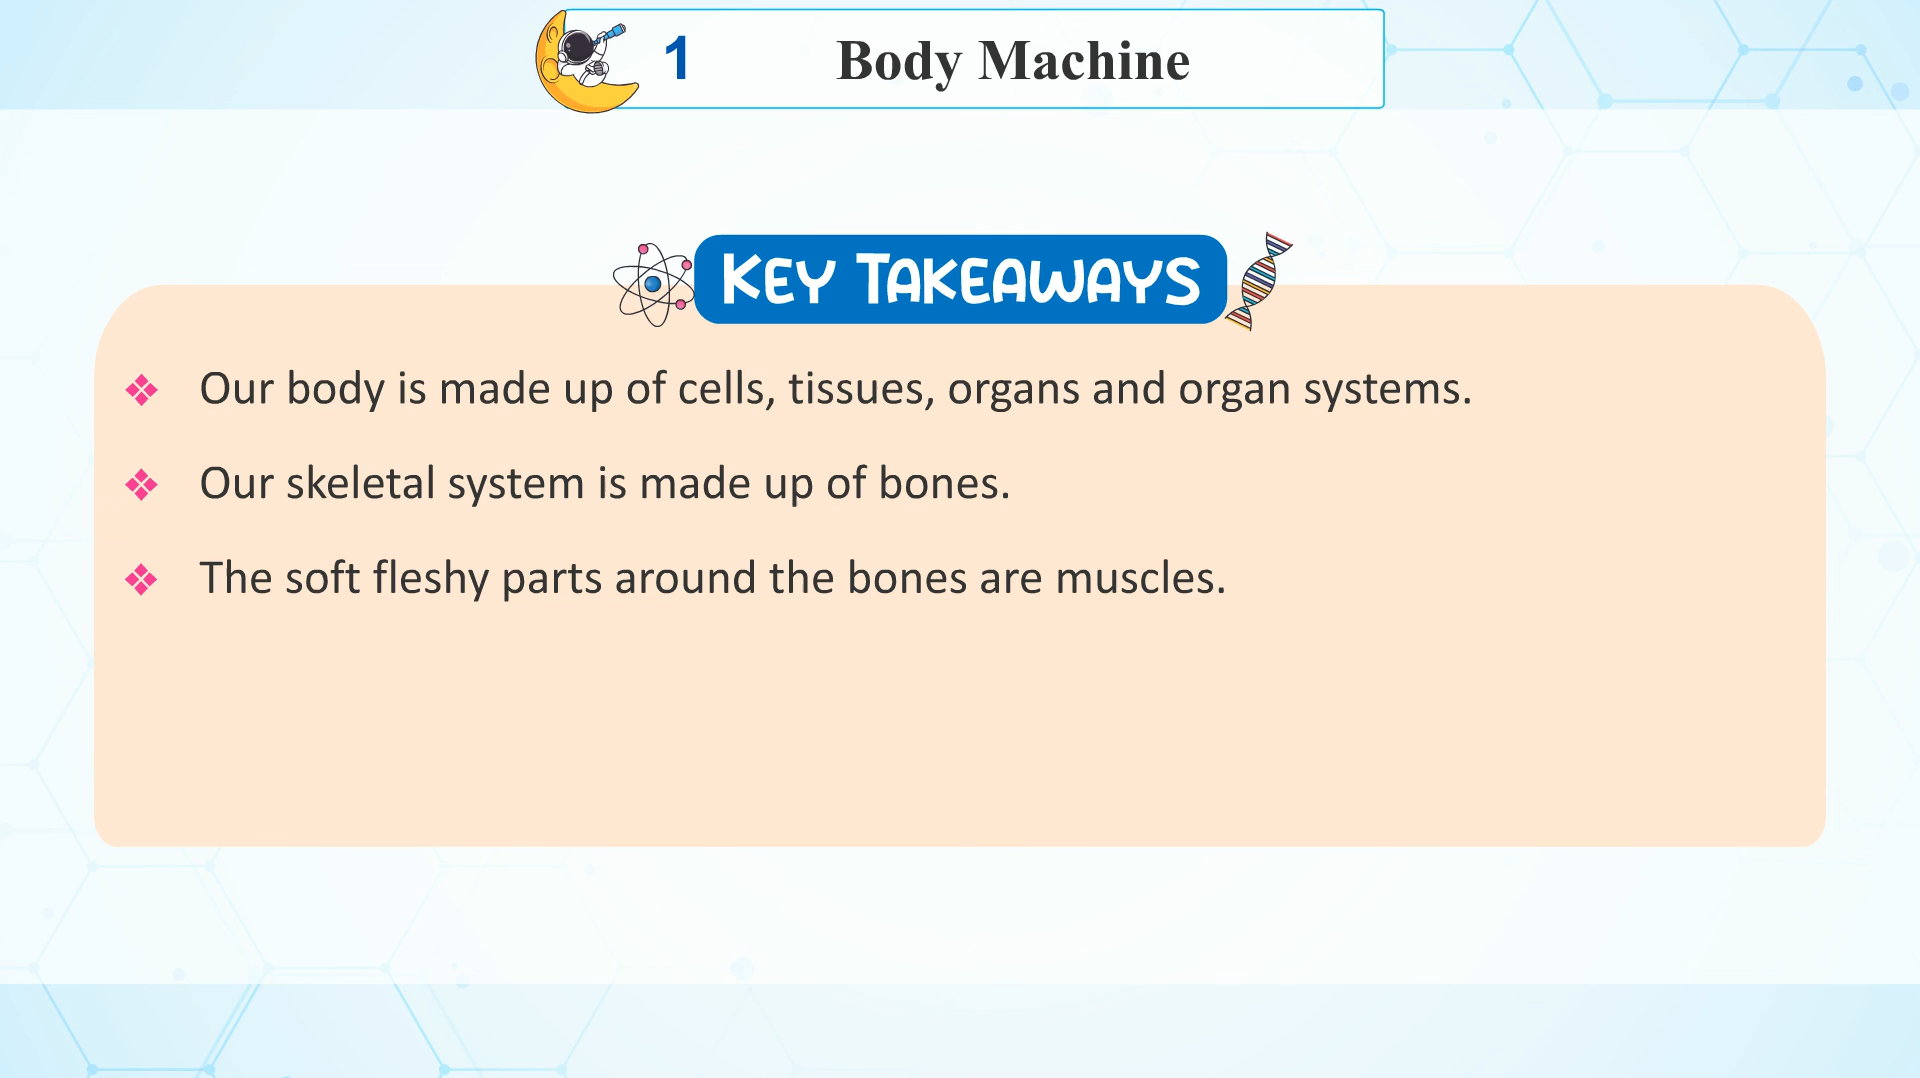 1 Body Machine
KEY TAKEAWAYS
❖ Our body is made up of cells, tissues, organs and organ systems.
❖ Our skeletal system is made up of bones.
❖ The soft fleshy parts around the bones are muscles.